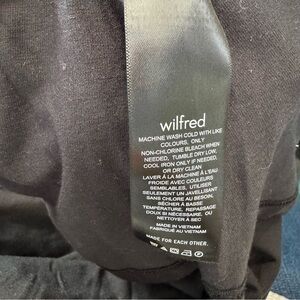 wilfred
MACHINE WASH COLD WITH LIKE
COLOURS, ONLY
NON-CHLORINE BLEACH WHEN
NEEDED, TUMBLE DRY LOW,
COOL IRON ONLY IF NEEDED,
OR DRY CLEAN
LAVER À LA MACHINE À L'EAU
FROIDE AVEC COULEURS
SEMBLABLES, UTILISER
SEULEMENT UN JAVELLISANT
SANS CHLORE AU BESOIN,
SÉCHER À BASSE
TEMPÉRATURE, REPASSAGE
DOUX SI NÉCESSAIRE, OU
NETTOYER À SEC
MADE IN VIETNAM
FABRIQUÉ AU VIETNAM
MADE FOR EACH OTHER.